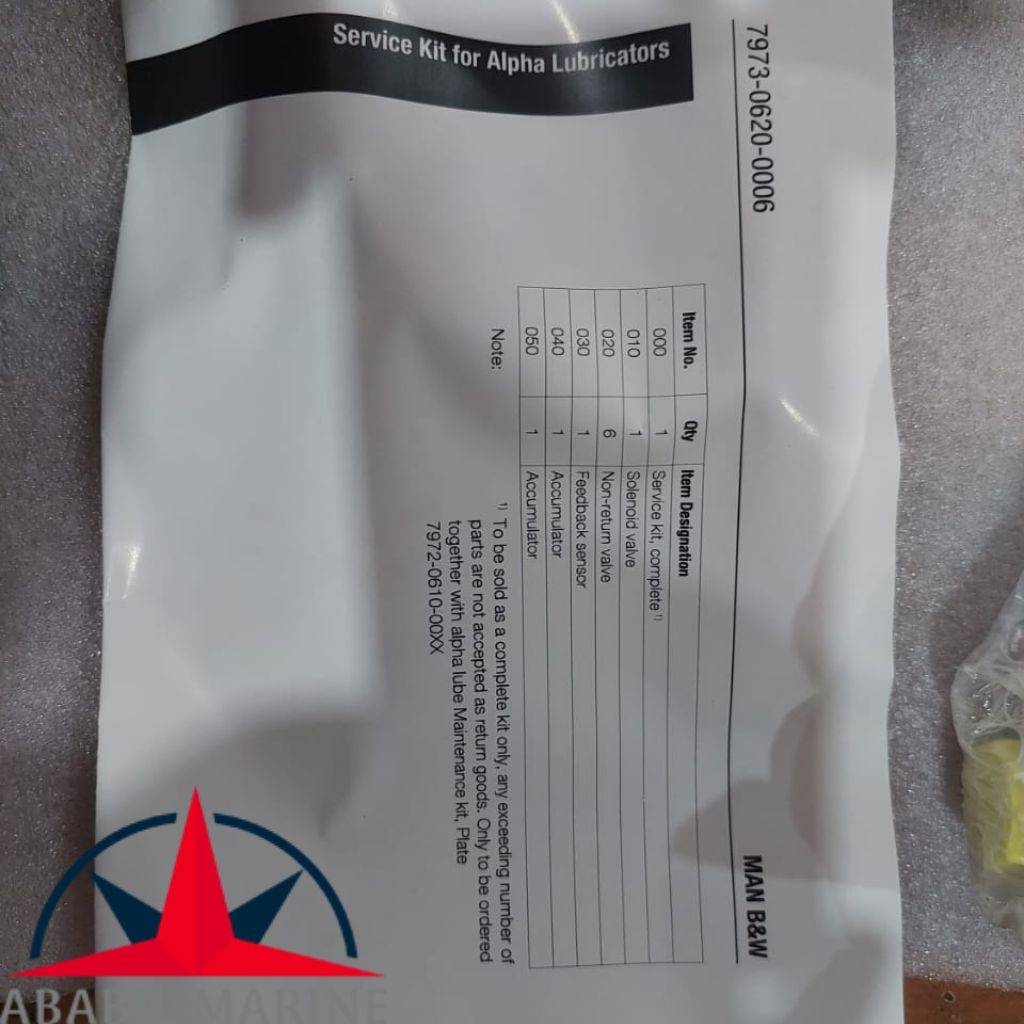 Service Kit for Alpha Lubricators
7973-0620-0006
MAN B&W
Item No. Qty Item Designation
000 1 Service kit, complete 1)
010 1 Solenoid valve
020 6 Non-return valve
030 1 Feedback sensor
040 1 Accumulator
050 1 Accumulator
Note:
1) To be sold as a complete kit only, any exceeding number of
parts are not accepted as return goods. Only to be ordered
together with alpha lube Maintenance kit, Plate
7972-0610-00XX
MARINE